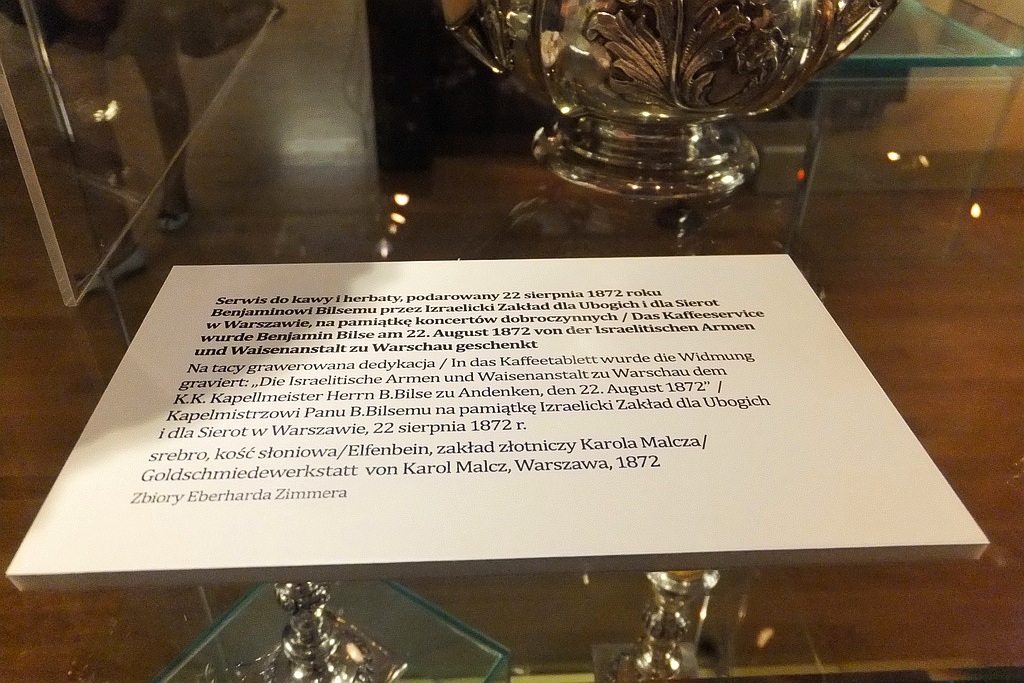 Serwis do kawy i herbaty, podarowany 22 sierpnia 1872 roku
Benjaminowi Bilsemu przez Izraelicki Zakład dla Ubogich i dla Sierot
w Warszawie, na pamiątkę koncertów dobroczynnych / Das Kaffeeservice
wurde Benjamin Bilse am 22. August 1872 von der Israelitischen Armen
und Waisenanstalt zu Warschau geschenkt
Na tacy grawerowana dedykacja / In das Kaffeetablett wurde die Widmung
graviert: „Die Israelitische Armen und Waisenanstalt zu Warschau dem
K.K. Kapellmeister Herrn B.Bilse zu Andenken, den 22. August 1872” /
Kapelmistrzowi Panu B.Bilsemu na pamiątkę Izraelicki Zakład dla Ubogich
i dla Sierot w Warszawie, 22 sierpnia 1872 r.
srebro, kość słoniowa/Elfenbein, zakład złotniczy Karola Malcza/
Goldschmiedewerkstatt von Karol Malcz, Warszawa, 1872
Zbiory Eberharda Zimmera